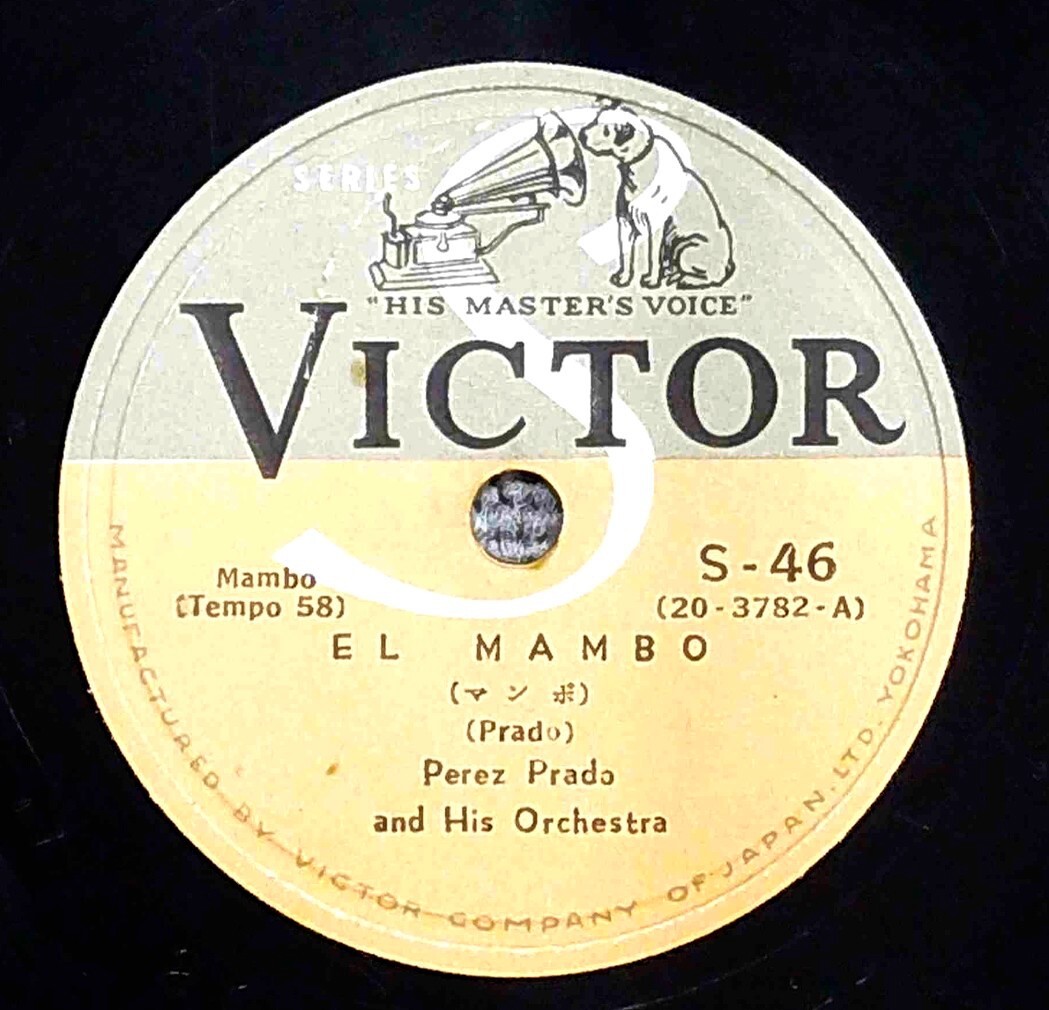 SERIES
"HIS MASTER'S VOICE"
VICTOR
Mambo
(Tempo 58)
S-46
(20-3782-A)
EL MAMBO
(マンボ)
(Prado)
Perez Prado
and His Orchestra
MANUFACTURED BY VICTOR COMPANY OF JAPAN, LTD. YOKOHAMA